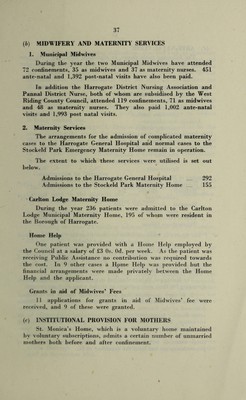 37
(b) MIDWIFERY AND MATERNITY SERVICES
1. Municipal Midwives
During the year the two Municipal Midwives have attended
72 confinements, 35 as midwives and 37 as maternity nurses. 451
ante-natal and 1,392 post-natal visits have also been paid.
In addition the Harrogate District Nursing Association and
Pannal District Nurse, both of whom are subsidised by the West
Riding County Council, attended 119 confinements, 71 as midwives
and 48 as maternity nurses. They also paid 1,002 ante-natal
visits and 1,993 post natal visits.
2. Maternity Services
The arrangements for the admission of complicated maternity
cases to the Harrogate General Hospital and normal cases to the
Stockeld Park Emergency Maternity Home remain in operation.
The extent to which these services were utilised is set out
below.
Admissions to the Harrogate General Hospital ... 292
Admissions to the Stockeld Park Maternity Home ... 155
Carlton Lodge Maternity Home
During the year 236 patients were admitted to the Carlton
Lodge Municipal Maternity Home, 195 of whom were resident in
the Borough of Harrogate.
Home Help
One patient was provided with a Home Help employed by
the Council at a salary of £3 0s. 0d. per week. As the patient was
receiving Public Assistance no contribution was required towards
the cost. In 9 other cases a Home Help was provided but the
financial arrangements were made privately between the Home
Help and the applicant.
Grants in aid of Midwives' Fees
11 applications for grants in aid of Midwives' fee were
received, and 9 of these were granted.
(c) INSTITUTIONAL PROVISION FOR MOTHERS
St. Monica's Home, which is a voluntary home maintained
by voluntary subscriptions, admits a certain number of unmarried
mothers both before and after confinement.